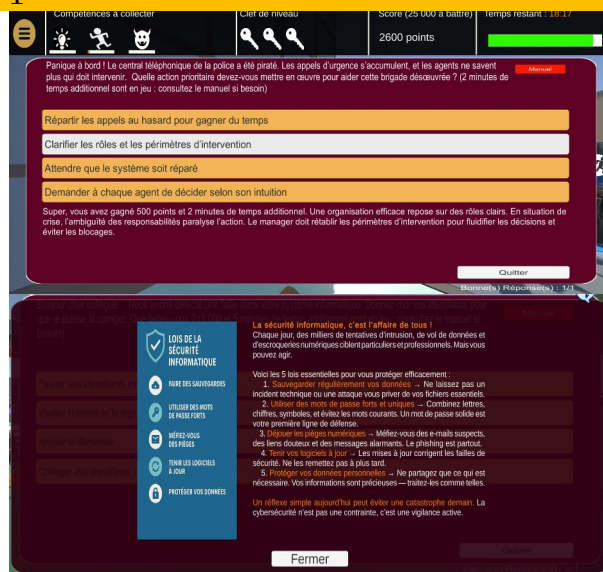 Compétences à collecter
Clef de niveau
Score (25 000 à battre)
Temps restant : 18:17
2600 points
Panique à bord ! Le central téléphonique de la police a été piraté. Les appels d'urgence s'accumulent, et les agents ne savent
plus qui doit intervenir. Quelle action prioritaire devez-vous mettre en œuvre pour aider cette brigade désœuvrée ? (2 minutes de
temps additionnel sont en jeu : consultez le manuel si besoin)
Manuel
Répartir les appels au hasard pour gagner du temps
Clarifier les rôles et les périmètres d'intervention
Attendre que le système soit réparé
Demander à chaque agent de décider selon son intuition
Super, vous avez gagné 500 points et 2 minutes de temps additionnel. Une organisation efficace repose sur des rôles clairs. En situation de
crise, l'ambiguïté des responsabilités paralyse l'action. Le manager doit rétablir les périmètres d'intervention pour fluidifier les décisions et
éviter les blocages.
Quitter
Bonne(s) Réponse(s) : 1/1
LOIS DE LA
SÉCURITÉ
INFORMATIQUE
FAIRE DES SAUVEGARDES
UTILISER DES MOTS
DE PASSE FORTS
MÉFIEZ-VOUS
DES PIÈGES
TENIR LES LOGICIELS
À JOUR
PROTÉGER VOS DONNÉES
La sécurité informatique, c'est l'affaire de tous !
Chaque jour, des milliers de tentatives d'intrusion, de vol de données et
d'escroqueries numériques ciblent particuliers et professionnels. Mais vous
pouvez agir.
Voici les 5 lois essentielles pour vous protéger efficacement :
1. Sauvegarder régulièrement vos données → Ne laissez pas un
incident technique ou une attaque vous priver de vos fichiers essentiels.
2. Utiliser des mots de passe forts et uniques → Combinez lettres,
chiffres, symboles, et évitez les mots courants. Un mot de passe solide est
votre première ligne de défense.
3. Déjouer les pièges numériques → Méfiez-vous des e-mails suspects,
des liens douteux et des messages alarmants. Le phishing est partout.
4. Tenir vos logiciels à jour → Les mises à jour corrigent les failles de
sécurité. Ne les remettez pas à plus tard.
5. Protéger vos données personnelles → Ne partagez que ce qui est
nécessaire. Vos informations sont précieuses — traitez-les comme telles.
Un réflexe simple aujourd'hui peut éviter une catastrophe demain. La
cybersécurité n'est pas une contrainte, c'est une vigilance active.
Fermer